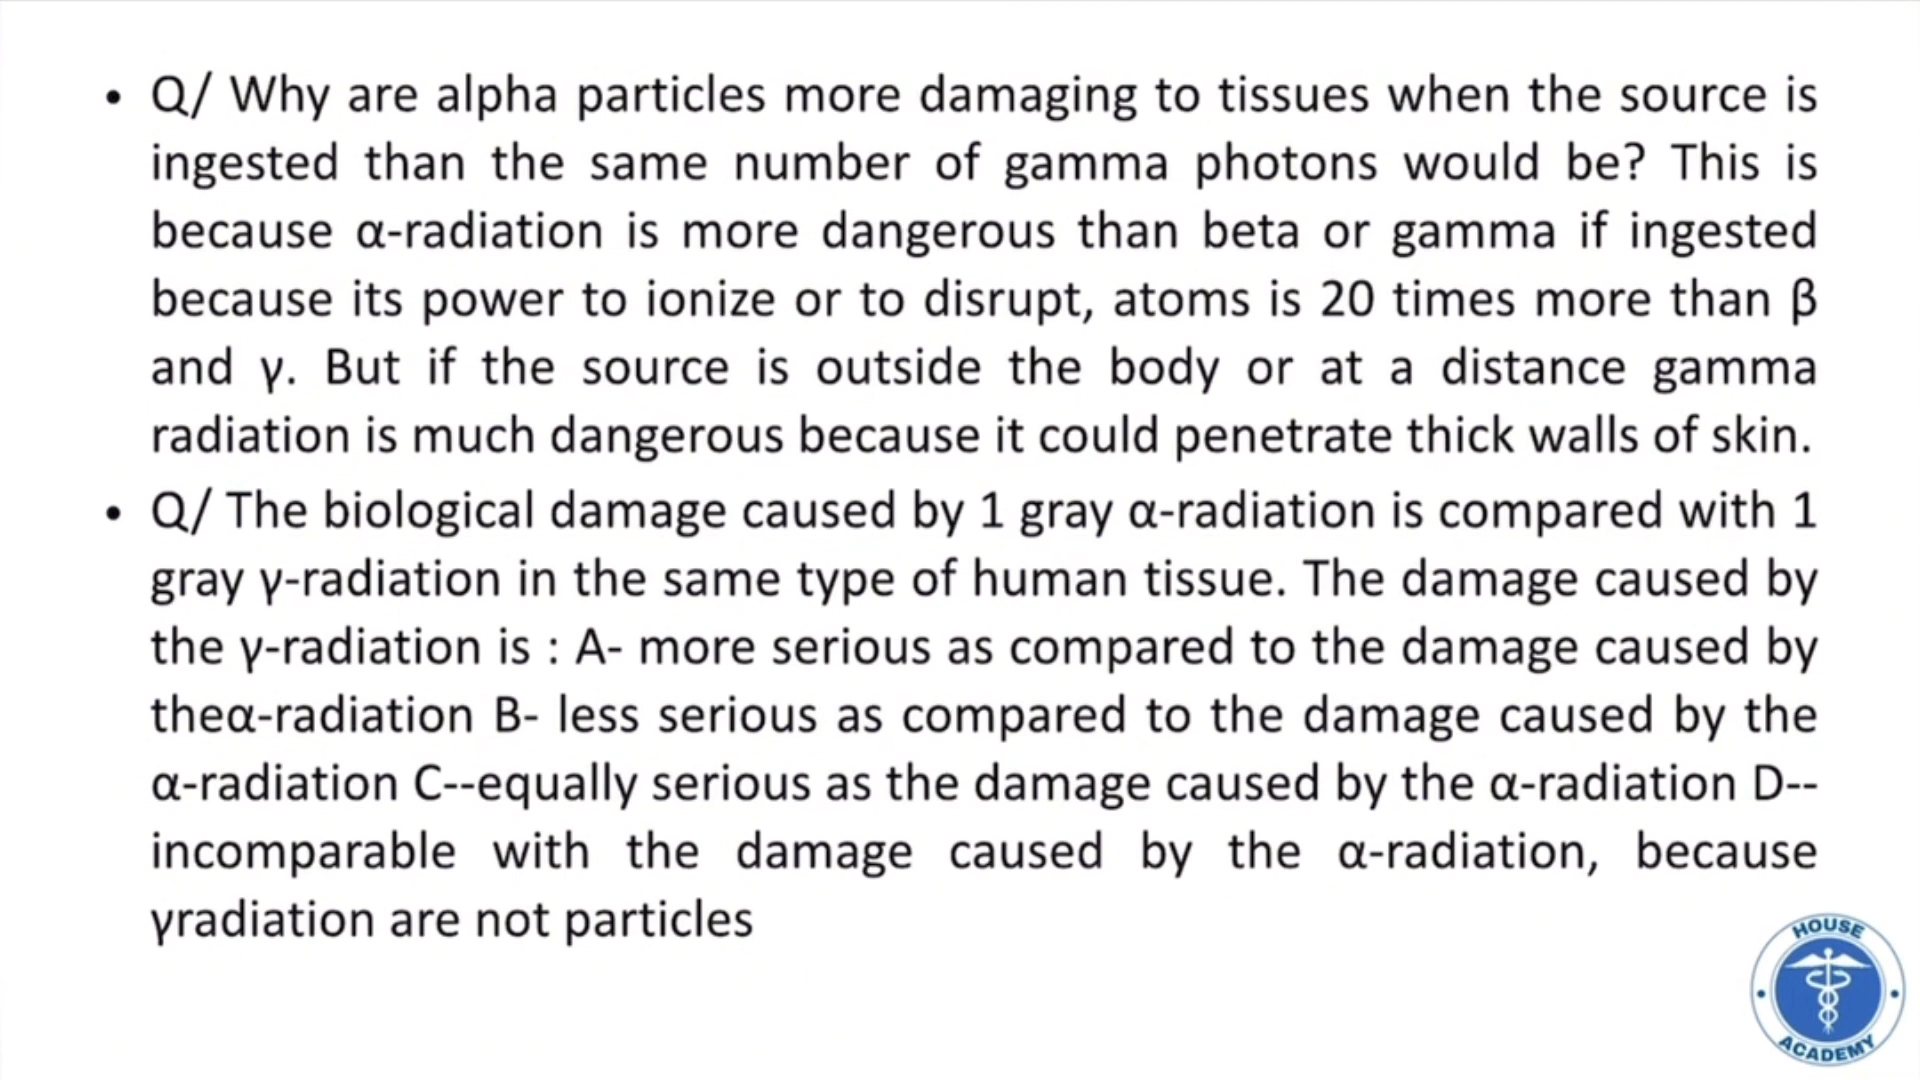 • Q/ Why are alpha particles more damaging to tissues when the source is
ingested than the same number of gamma photons would be? This is
because α-radiation is more dangerous than beta or gamma if ingested
because its power to ionize or to disrupt, atoms is 20 times more than β
and γ. But if the source is outside the body or at a distance gamma
radiation is much dangerous because it could penetrate thick walls of skin.
• Q/ The biological damage caused by 1 gray α-radiation is compared with 1
gray γ-radiation in the same type of human tissue. The damage caused by
the γ-radiation is : A- more serious as compared to the damage caused by
theα-radiation B- less serious as compared to the damage caused by the
α-radiation C--equally serious as the damage caused by the α-radiation D--
incomparable with the damage caused by the α-radiation, because
γradiation are not particles
HOUSE
ACADEMY